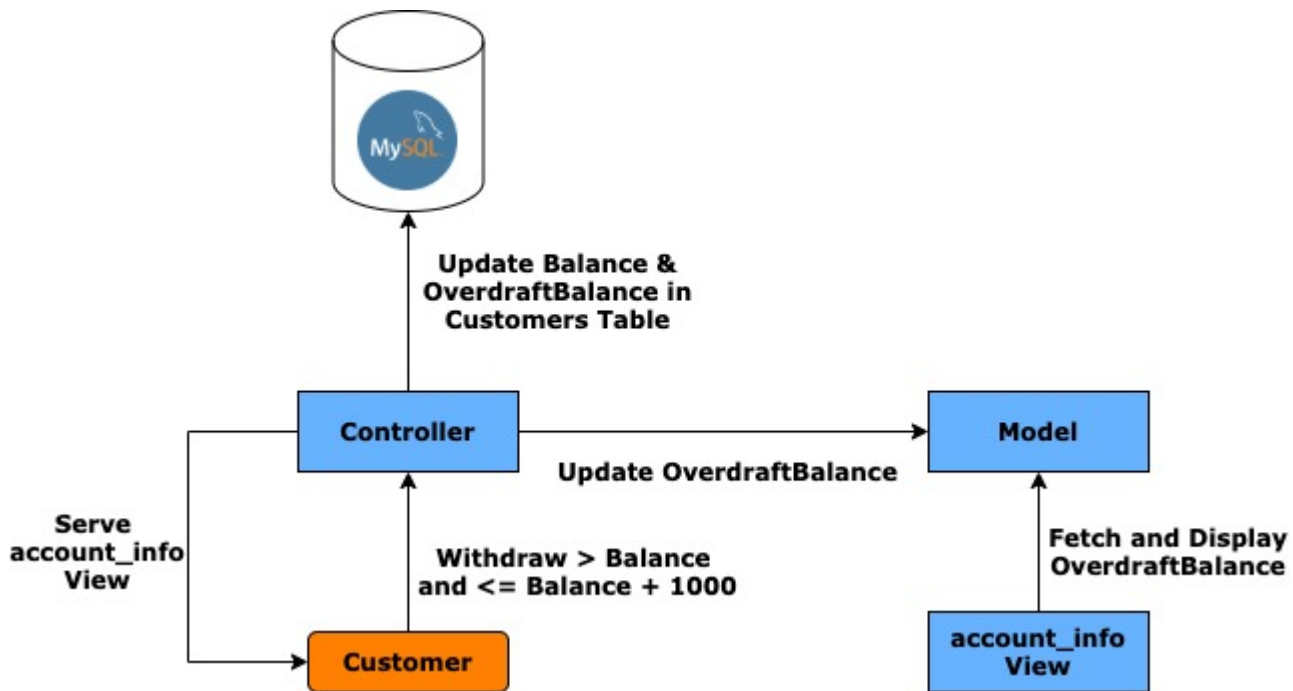 MySQL
Update Balance &
OverdraftBalance in
Customers Table
Controller
Model
Update OverdraftBalance
Serve
account_info
View
Withdraw > Balance
and <= Balance + 1000
Fetch and Display
OverdraftBalance
Customer
account_info
View